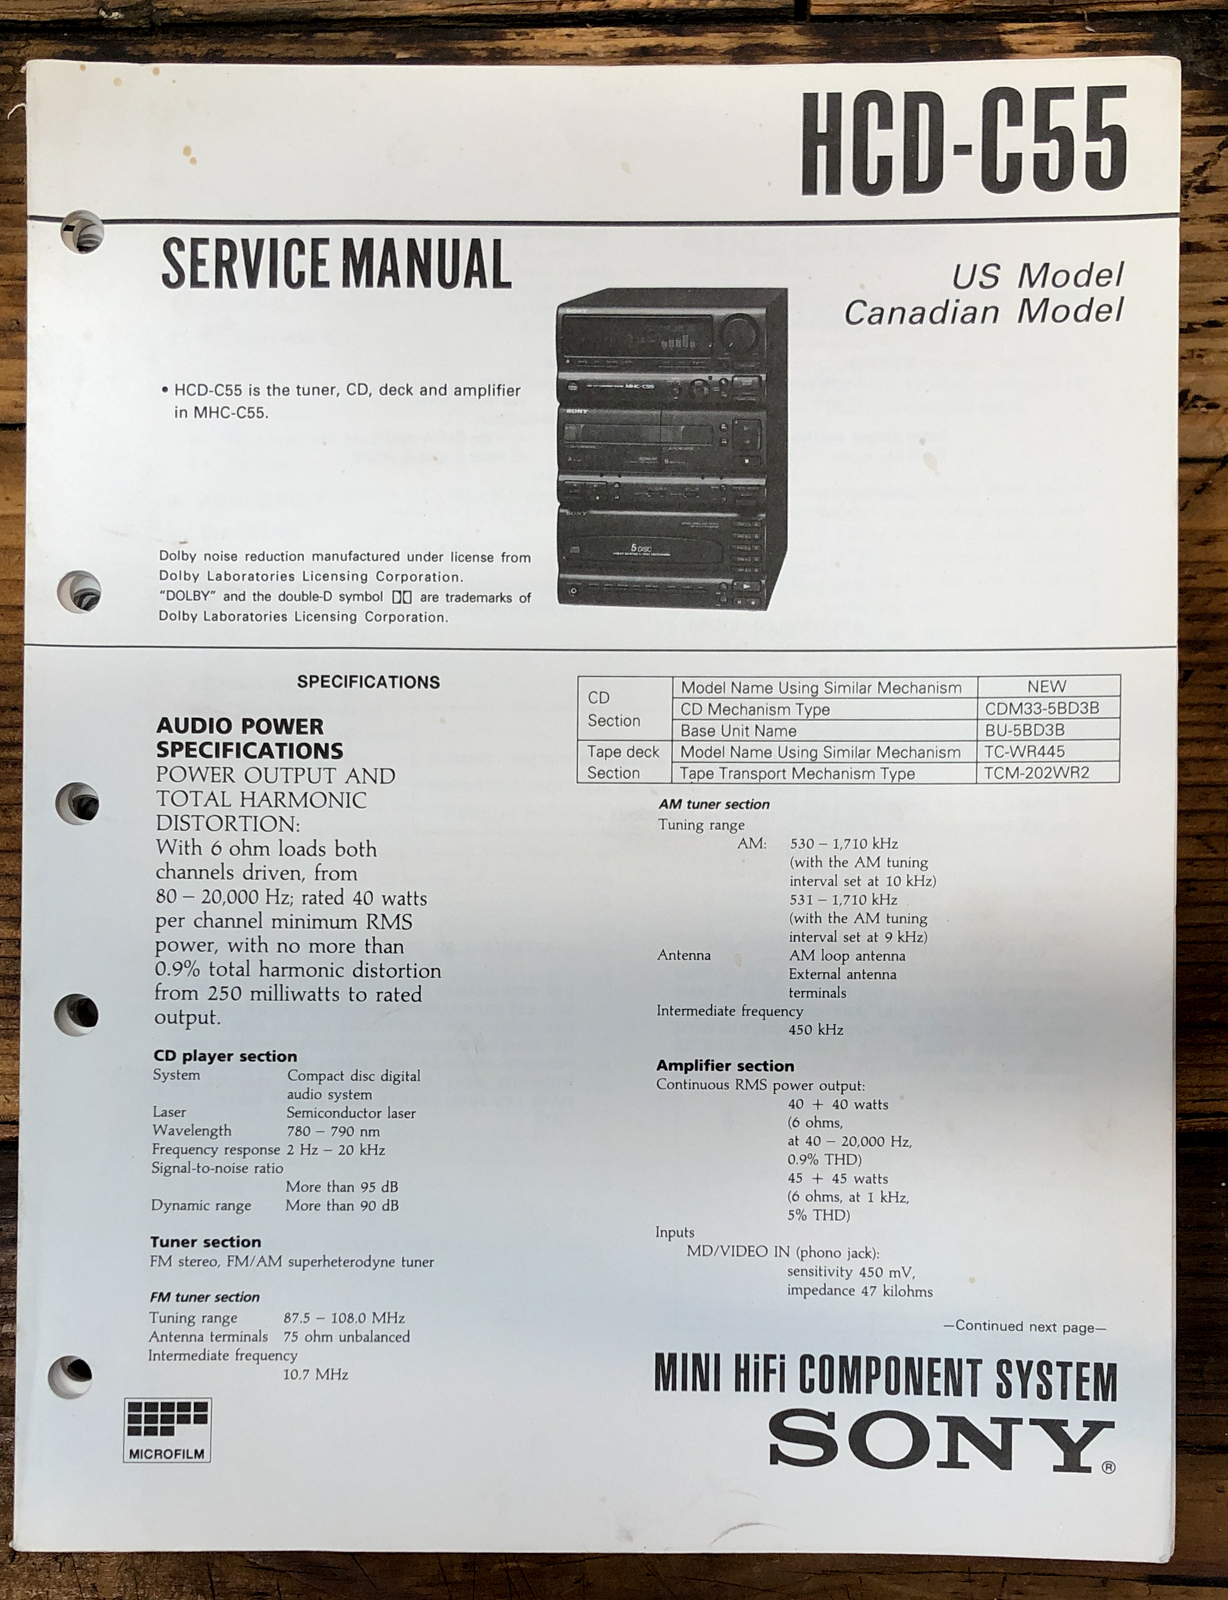 HCD-C55
SERVICE MANUAL
US Model
Canadian Model
• HCD-C55 is the tuner, CD, deck and amplifier
in MHC-C55.
SONY
MHC-C55
SONY
SONY
5 DISC
Dolby noise reduction manufactured under license from
Dolby Laboratories Licensing Corporation.
"DOLBY" and the double-D symbol are trademarks of
Dolby Laboratories Licensing Corporation.
SPECIFICATIONS
AUDIO POWER
SPECIFICATIONS
POWER OUTPUT AND
TOTAL HARMONIC
DISTORTION:
With 6 ohm loads both
channels driven, from
80 – 20,000 Hz; rated 40 watts
per channel minimum RMS
power, with no more than
0.9% total harmonic distortion
from 250 milliwatts to rated
output.
CD player section
System Compact disc digital
audio system
Laser Semiconductor laser
Wavelength 780 – 790 nm
Frequency response 2 Hz – 20 kHz
Signal-to-noise ratio
More than 95 dB
Dynamic range More than 90 dB
Tuner section
FM stereo, FM/AM superheterodyne tuner
FM tuner section
Tuning range 87.5 – 108.0 MHz
Antenna terminals 75 ohm unbalanced
Intermediate frequency
10.7 MHz
MICROFILM
CD Section Model Name Using Similar Mechanism NEW
CD Mechanism Type CDM33-5BD3B
Base Unit Name BU-5BD3B
Tape deck Section Model Name Using Similar Mechanism TC-WR445
Tape Transport Mechanism Type TCM-202WR2
AM tuner section
Tuning range
AM: 530 – 1,710 kHz
(with the AM tuning
interval set at 10 kHz)
531 – 1,710 kHz
(with the AM tuning
interval set at 9 kHz)
Antenna AM loop antenna
External antenna
terminals
Intermediate frequency
450 kHz
Amplifier section
Continuous RMS power output:
40 + 40 watts
(6 ohms,
at 40 – 20,000 Hz,
0.9% THD)
45 + 45 watts
(6 ohms, at 1 kHz,
5% THD)
Inputs
MD/VIDEO IN (phono jack):
sensitivity 450 mV,
impedance 47 kilohms
—Continued next page—
MINI HiFi COMPONENT SYSTEM
SONY®